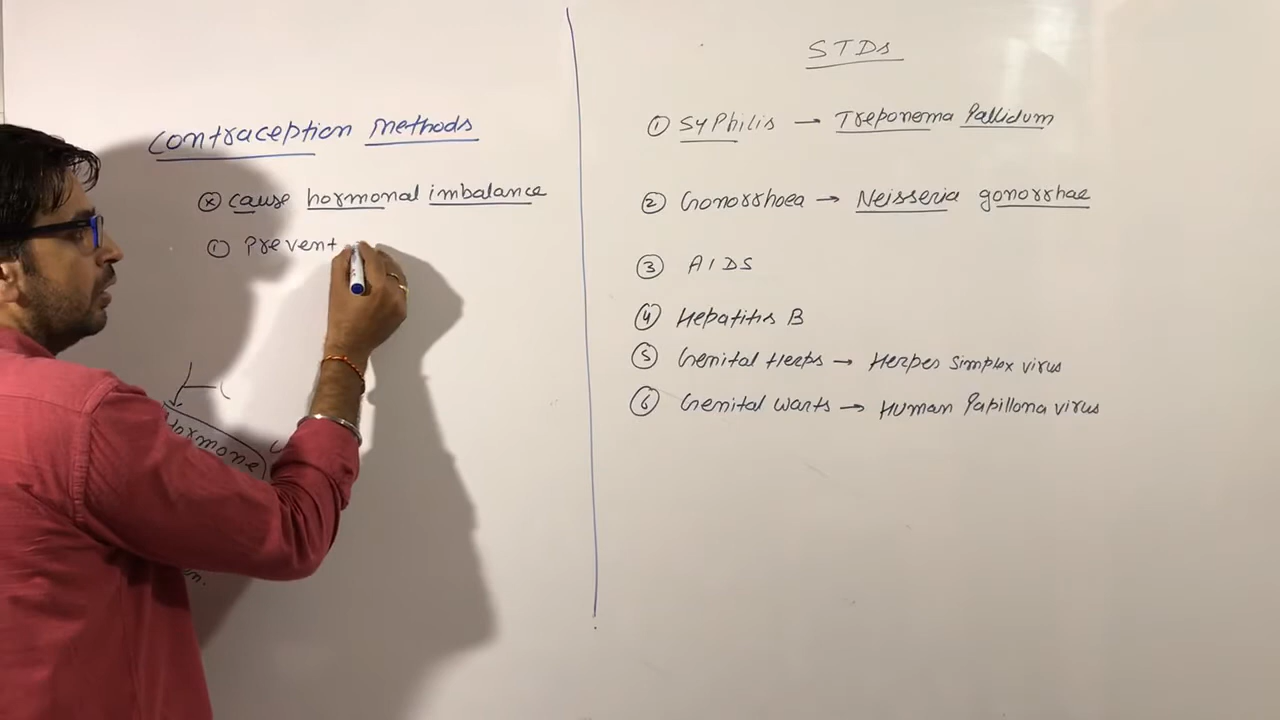 Contraception Methods
ⓧ cause hormonal imbalance
① Prevent
Hormone
STDs
① Syphilis → Treponema Pallidum
② Gonorrhoea → Neisseria gonorrhae
③ AIDS
④ Hepatitis B
⑤ Genital Herps → Herpes simplex virus
⑥ Genital warts → Human Papilloma virus